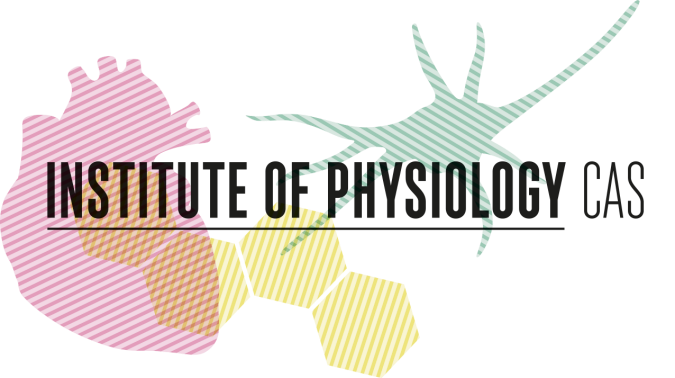 INSTITUTE OF PHYSIOLOGY CAS